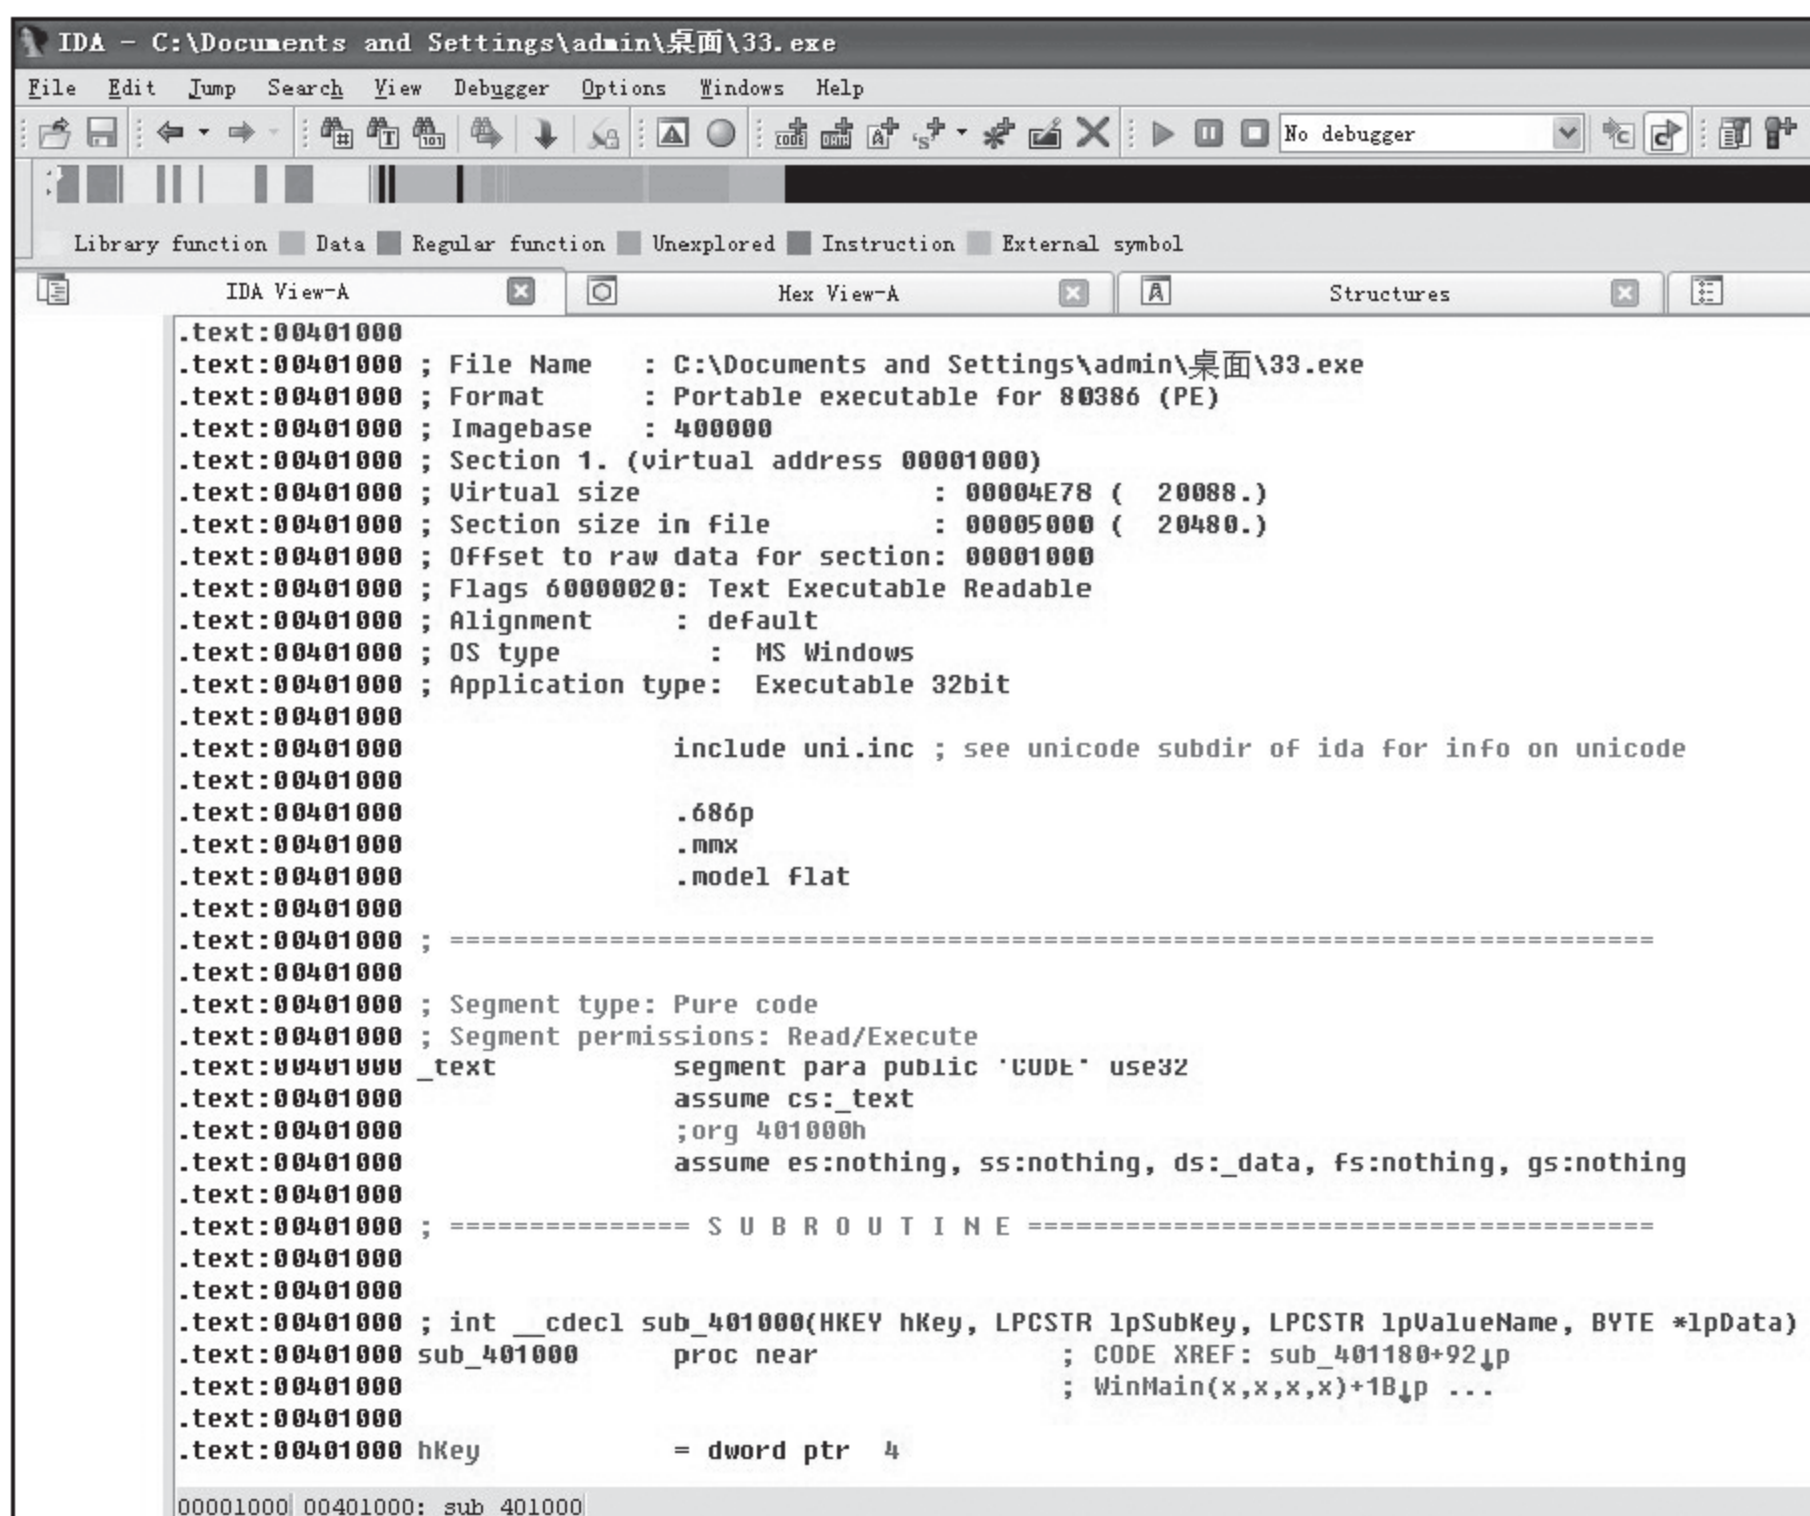 IDA - C:\Documents and Settings\admin\桌面\33.exe
File Edit Jump Search View Debugger Options Windows Help
No debugger
Library function Data Regular function Unexplored Instruction External symbol
IDA View-A Hex View-A Structures
.text:00401000
.text:00401000 ; File Name : C:\Documents and Settings\admin\桌面\33.exe
.text:00401000 ; Format : Portable executable for 80386 (PE)
.text:00401000 ; Imagebase : 400000
.text:00401000 ; Section 1. (virtual address 00001000)
.text:00401000 ; Virtual size : 00004E78 ( 20088.)
.text:00401000 ; Section size in file : 00005000 ( 20480.)
.text:00401000 ; Offset to raw data for section: 00001000
.text:00401000 ; Flags 60000020: Text Executable Readable
.text:00401000 ; Alignment : default
.text:00401000 ; OS type : MS Windows
.text:00401000 ; Application type: Executable 32bit
.text:00401000
.text:00401000 include uni.inc ; see unicode subdir of ida for info on unicode
.text:00401000
.text:00401000 .686p
.text:00401000 .mmx
.text:00401000 .model flat
.text:00401000
.text:00401000 ; ===========================================================================
.text:00401000
.text:00401000 ; Segment type: Pure code
.text:00401000 ; Segment permissions: Read/Execute
.text:00401000 _text segment para public 'CODE' use32
.text:00401000 assume cs:_text
.text:00401000 ;org 401000h
.text:00401000 assume es:nothing, ss:nothing, ds:_data, fs:nothing, gs:nothing
.text:00401000
.text:00401000 ; =============== S U B R O U T I N E =======================================
.text:00401000
.text:00401000
.text:00401000 ; int __cdecl sub_401000(HKEY hKey, LPCSTR lpSubKey, LPCSTR lpValueName, BYTE *lpData)
.text:00401000 sub_401000 proc near ; CODE XREF: sub_401180+92↓p
.text:00401000 ; WinMain(x,x,x,x)+1B↓p ...
.text:00401000
.text:00401000 hKey = dword ptr 4
00001000 00401000: sub_401000